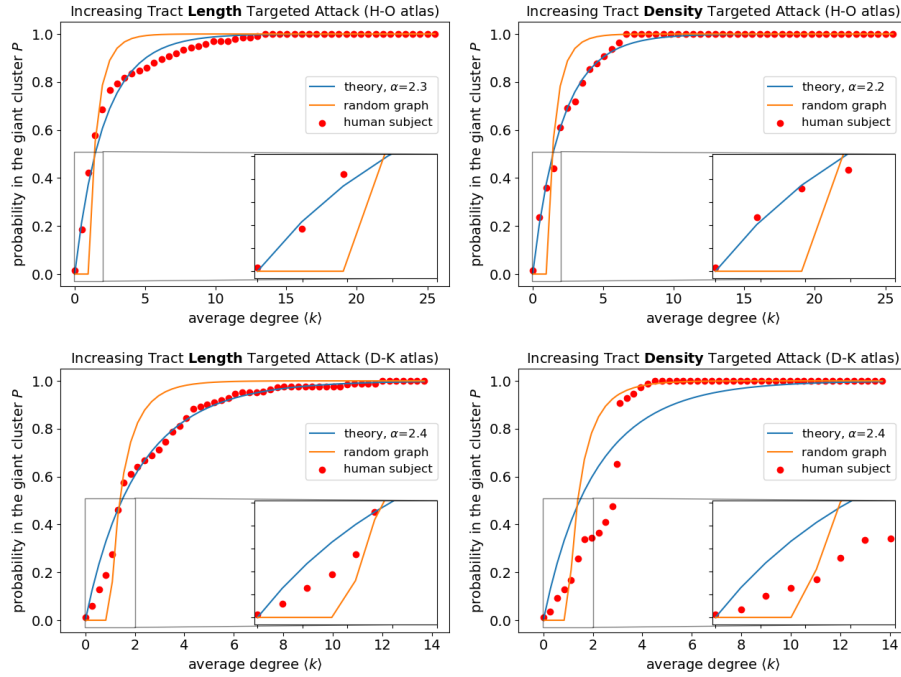 Increasing Tract Length Targeted Attack (H-O atlas)
probability in the giant cluster P
1.0
0.8
0.6
0.4
0.2
0.0
theory, α=2.3
random graph
human subject
0 5 10 15 20 25
average degree ⟨k⟩
Increasing Tract Density Targeted Attack (H-O atlas)
probability in the giant cluster P
1.0
0.8
0.6
0.4
0.2
0.0
theory, α=2.2
random graph
human subject
0 5 10 15 20 25
average degree ⟨k⟩
Increasing Tract Length Targeted Attack (D-K atlas)
probability in the giant cluster P
1.0
0.8
0.6
0.4
0.2
0.0
theory, α=2.4
random graph
human subject
0 2 4 6 8 10 12 14
average degree ⟨k⟩
Increasing Tract Density Targeted Attack (D-K atlas)
probability in the giant cluster P
1.0
0.8
0.6
0.4
0.2
0.0
theory, α=2.4
random graph
human subject
0 2 4 6 8 10 12 14
average degree ⟨k⟩